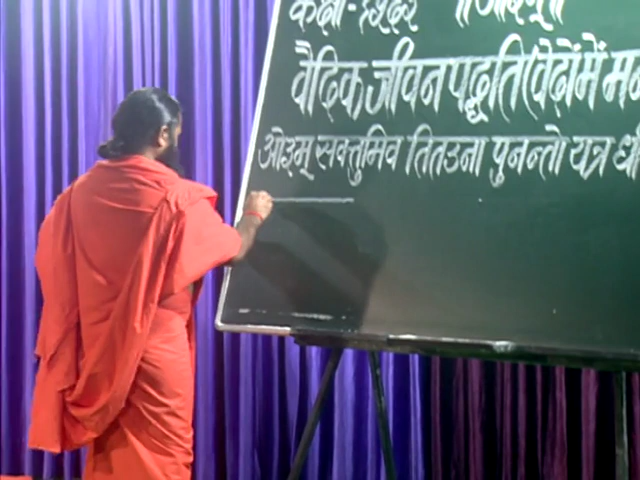 कक्षा-
वैदिक जीवन पद्धति (वेदों में
ओ३म् सक्तुमिव तितउना पुनन्तो यत्र